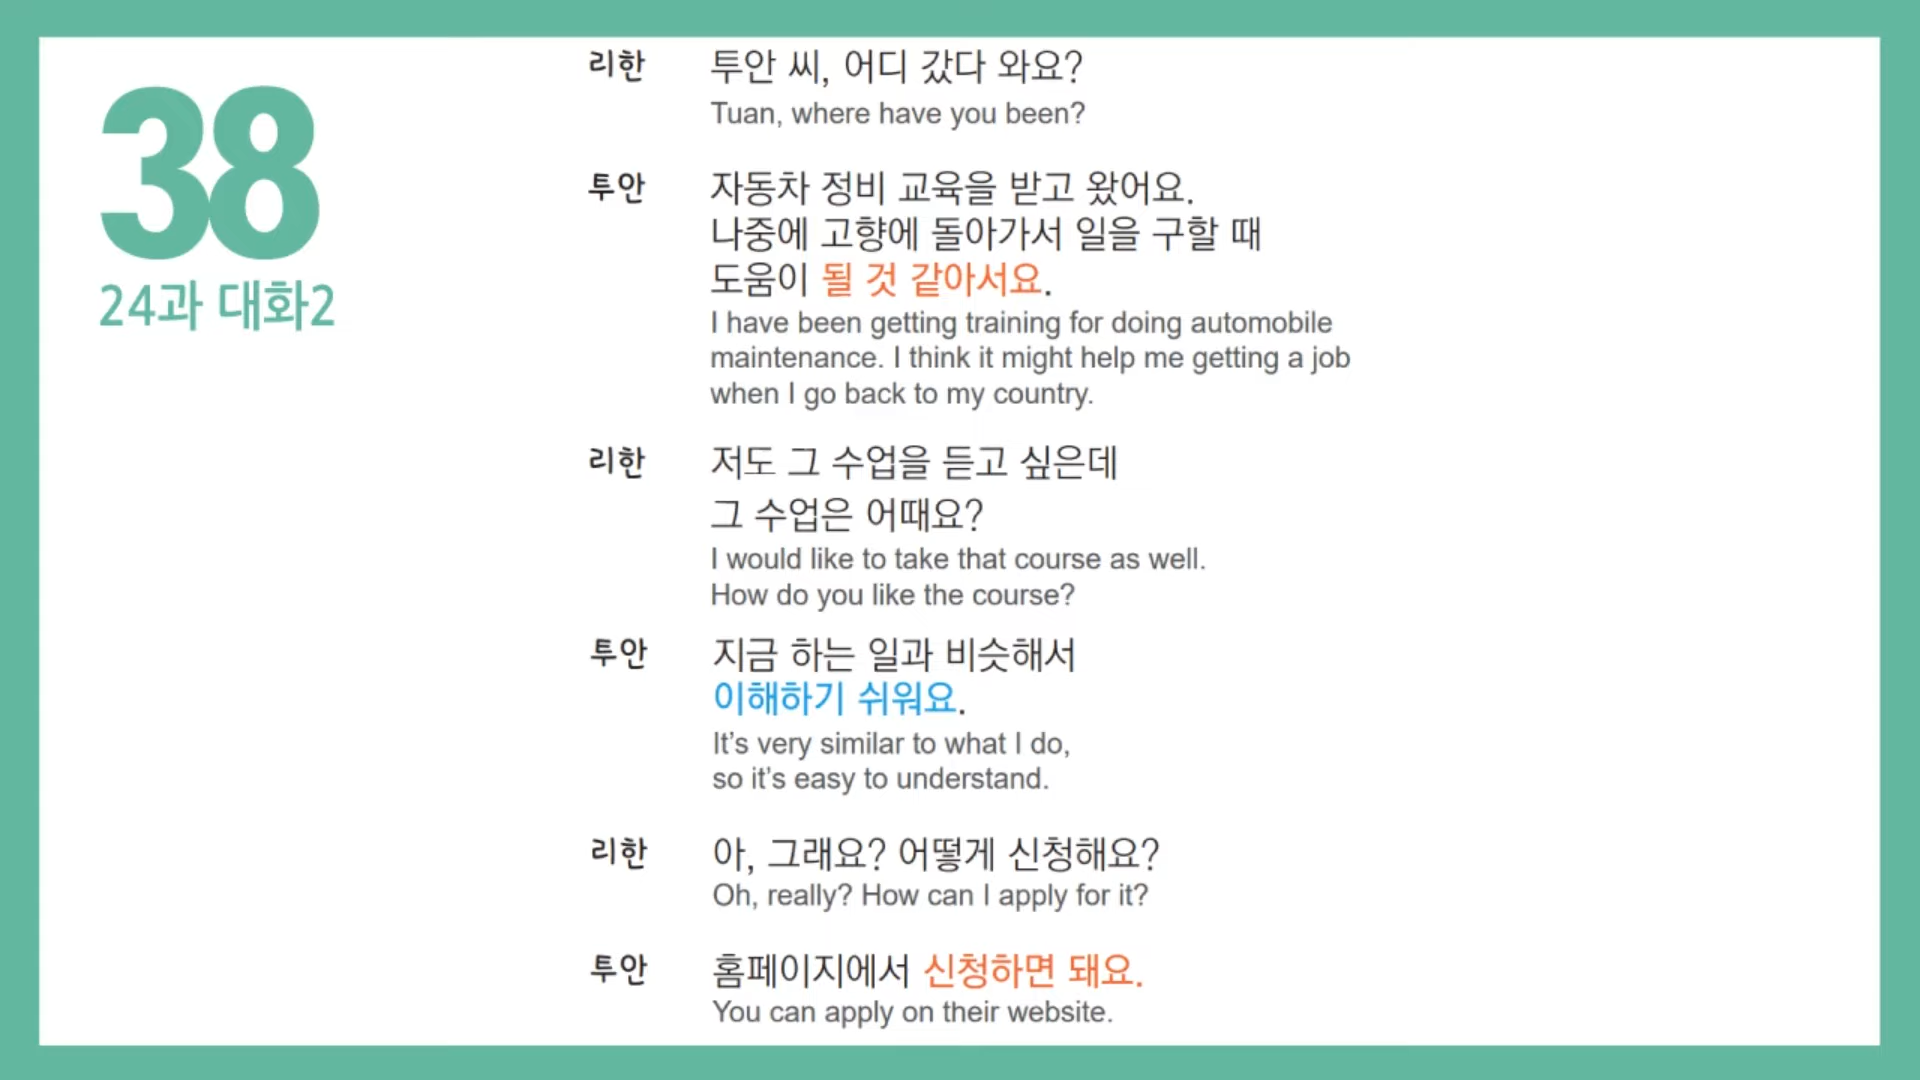 38
24과 대화2
리한 투안 씨, 어디 갔다 와요?
Tuan, where have you been?
투안 자동차 정비 교육을 받고 왔어요.
나중에 고향에 돌아가서 일을 구할 때
도움이 될 것 같아서요.
I have been getting training for doing automobile
maintenance. I think it might help me getting a job
when I go back to my country.
리한 저도 그 수업을 듣고 싶은데
그 수업은 어때요?
I would like to take that course as well.
How do you like the course?
투안 지금 하는 일과 비슷해서
이해하기 쉬워요.
It's very similar to what I do,
so it's easy to understand.
리한 아, 그래요? 어떻게 신청해요?
Oh, really? How can I apply for it?
투안 홈페이지에서 신청하면 돼요.
You can apply on their website.